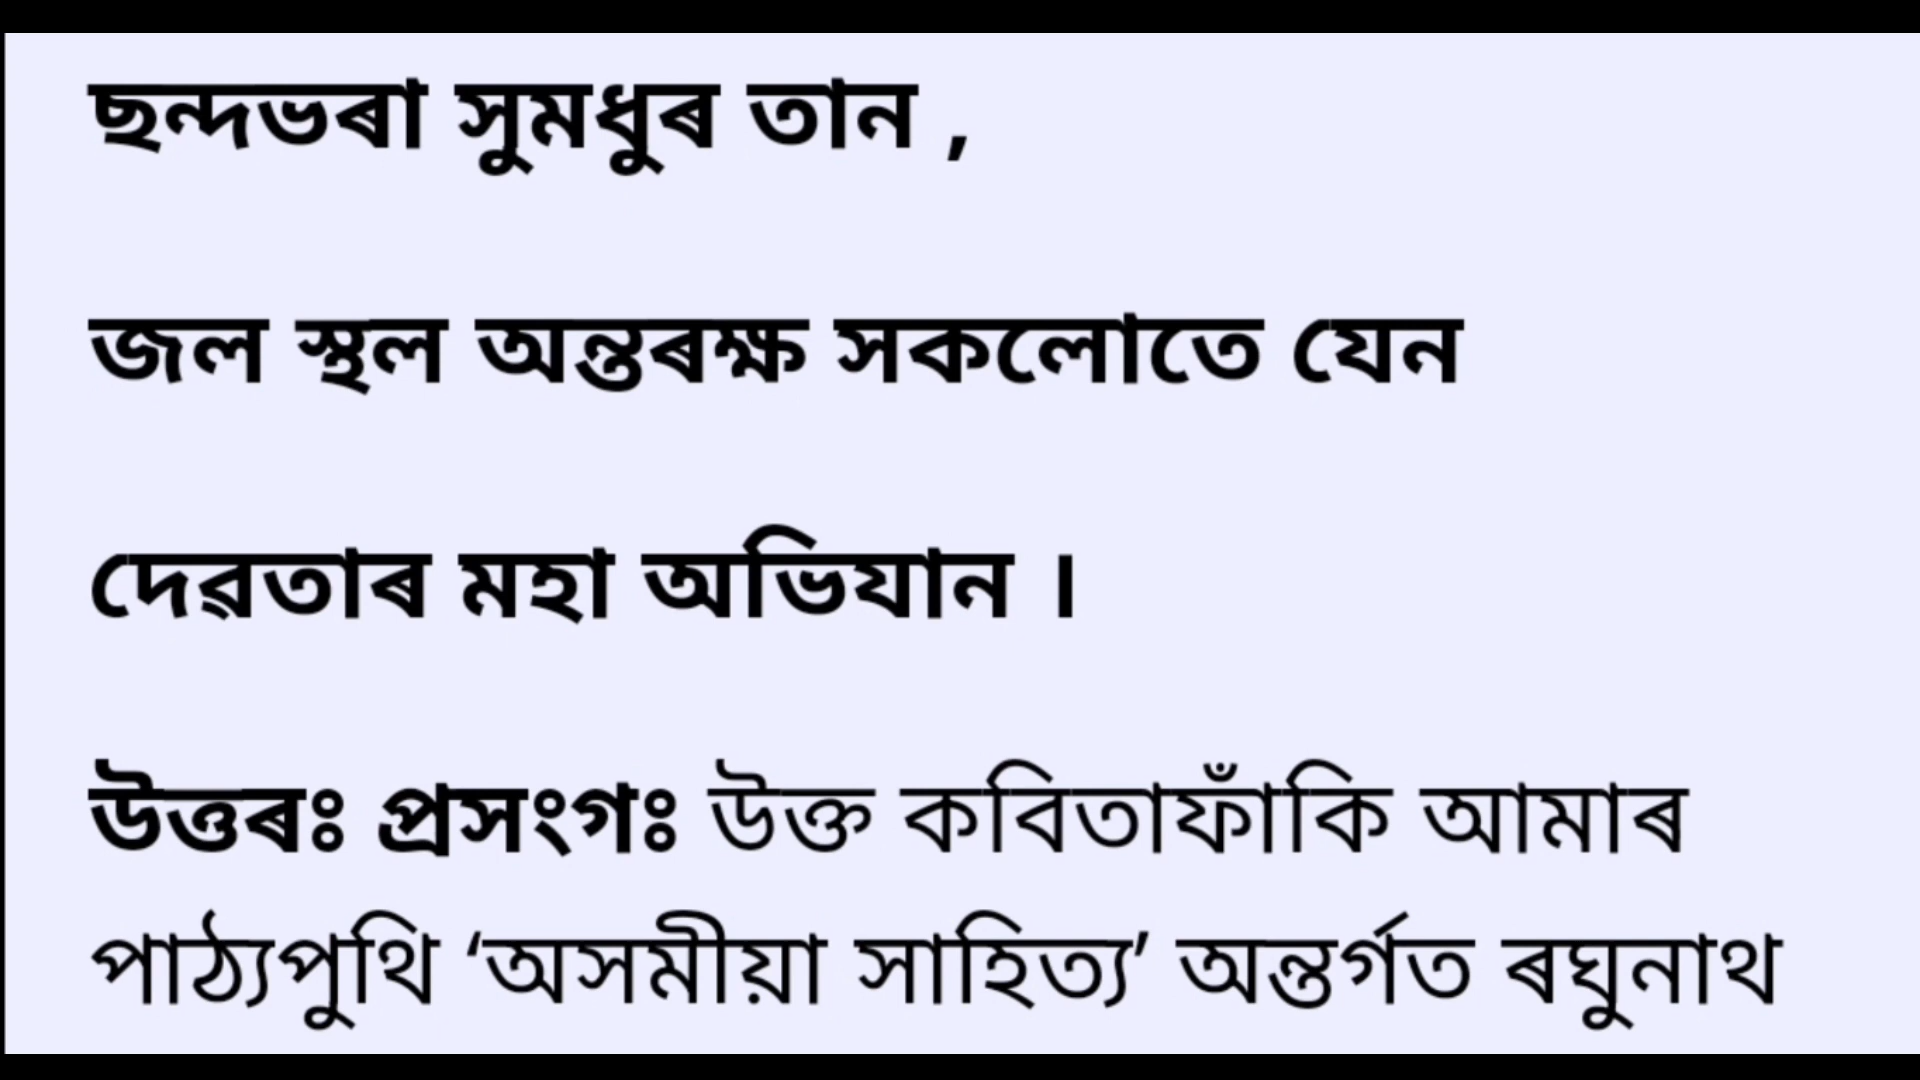 ছন্দভৰা সুমধুৰ তান ,
জল স্থল অন্তৰক্ষ সকলোতে যেন
দেৱতাৰ মহা অভিযান ।
উত্তৰঃ প্ৰসংগঃ উক্ত কবিতাফাঁকি আমাৰ
পাঠ্যপুথি ‘অসমীয়া সাহিত্য’ অন্তৰ্গত ৰঘুনাথ